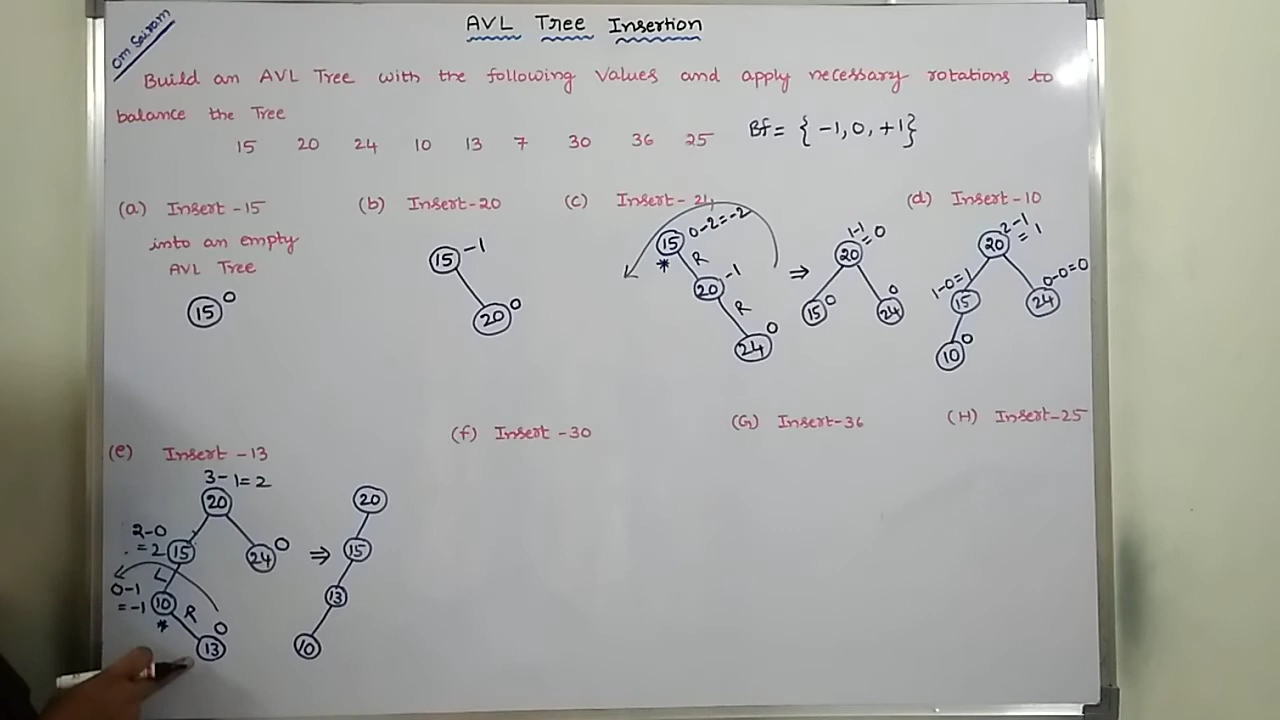 Om Sairam
AVL Tree Insertion
Build an AVL Tree with the following Values and apply necessary rotations to
balance the Tree
15 20 24 10 13 7 30 36 25 Bf = { -1, 0, +1}
(a) Insert -15
into an empty
AVL Tree
15 0
(b) Insert-20
15 -1
20 0
(c) Insert- 24
15 0-2=-2
*
R
20 -1
R
24 0
⇒
1-1=0
20
15 0
24 0
(d) Insert-10
2-1=1
20
1-0=1
15
0-0=0
24
10 0
(e) Insert -13
3-1=2
20
2-0
=2 15
24 0
L
0-1
=-1 10
*
R
13 0
⇒
20
15
13
10
(f) Insert -30
(G) Insert-36
(H) Insert-25